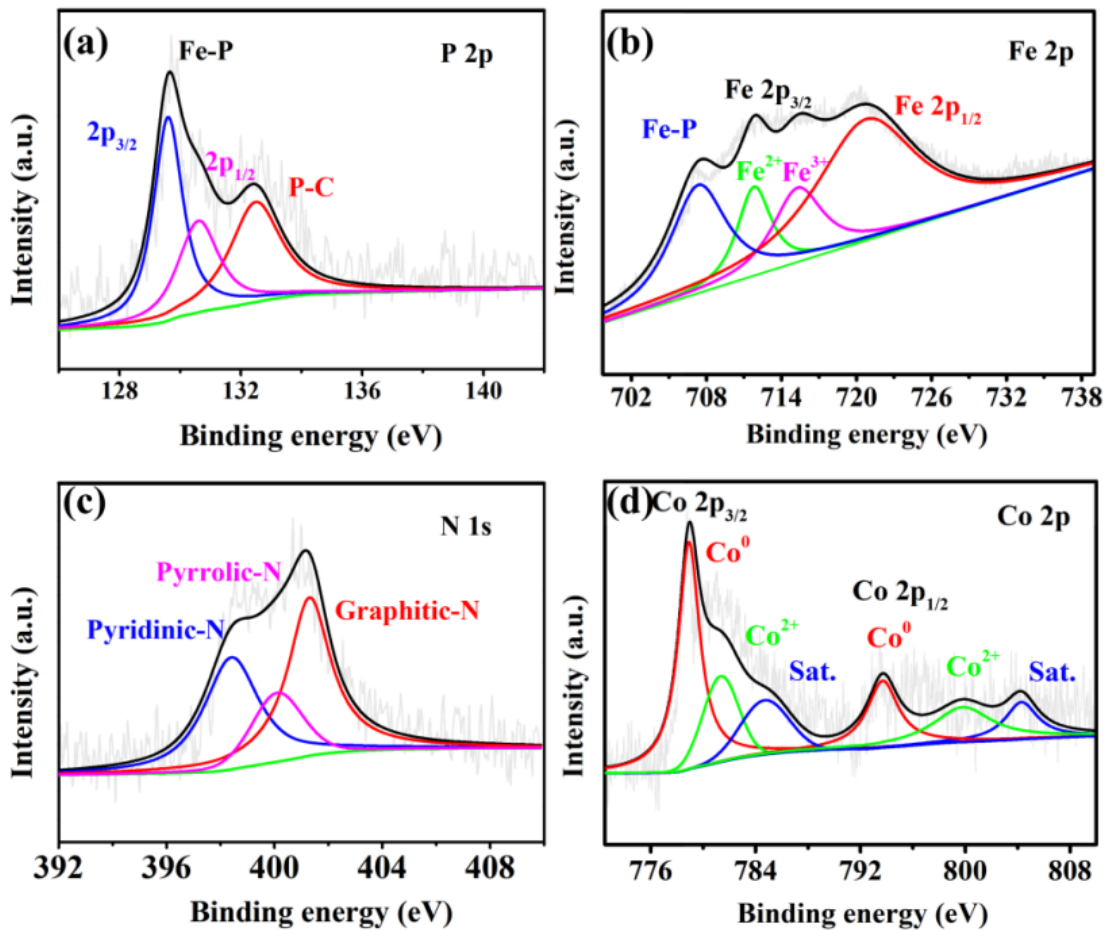 (a)
Fe-P
P 2p
2p3/2
2p1/2
P-C
Intensity (a.u.)
128 132 136 140
Binding energy (eV)
(b)
Fe 2p
Fe 2p3/2
Fe 2p1/2
Fe-P
Fe2+
Fe3+
Intensity (a.u.)
702 708 714 720 726 732 738
Binding energy (eV)
(c)
N 1s
Pyrrolic-N
Pyridinic-N
Graphitic-N
Intensity (a.u.)
392 396 400 404 408
Binding energy (eV)
(d)
Co 2p3/2
Co 2p
Co0
Co2+
Sat.
Co 2p1/2
Co0
Co2+
Sat.
Intensity (a.u.)
776 784 792 800 808
Binding energy (eV)